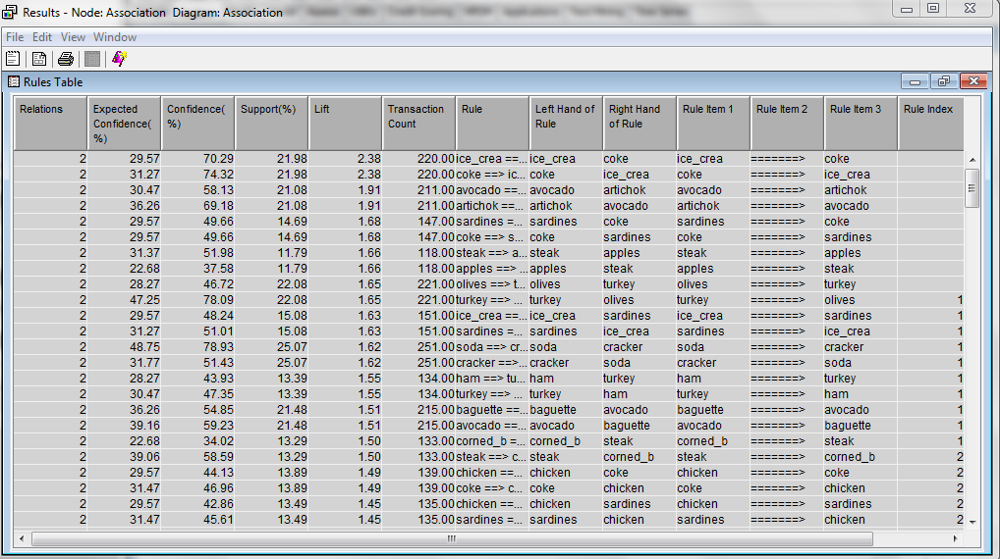 Results - Node: Association Diagram: Association
File Edit View Window
Rules Table
Relations Expected Confidence(%) Confidence(%) Support(%) Lift Transaction Count Rule Left Hand of Rule Right Hand of Rule Rule Item 1 Rule Item 2 Rule Item 3 Rule Index
2 29.57 70.29 21.98 2.38 220.00 ice_crea ==... ice_crea coke ice_crea =======> coke
2 31.27 74.32 21.98 2.38 220.00 coke ==> ic... coke ice_crea coke =======> ice_crea
2 30.47 58.13 21.08 1.91 211.00 avocado ==... avocado artichok avocado =======> artichok
2 36.26 69.18 21.08 1.91 211.00 artichok ==... artichok avocado artichok =======> avocado
2 29.57 49.66 14.69 1.68 147.00 sardines =... sardines coke sardines =======> coke
2 29.57 49.66 14.69 1.68 147.00 coke ==> s... coke sardines coke =======> sardines
2 31.37 51.98 11.79 1.66 118.00 steak ==> a... steak apples steak =======> apples
2 22.68 37.58 11.79 1.66 118.00 apples ==> ... apples steak apples =======> steak
2 28.27 46.72 22.08 1.65 221.00 olives ==> t... olives turkey olives =======> turkey
2 47.25 78.09 22.08 1.65 221.00 turkey ==> ... turkey olives turkey =======> olives 1
2 29.57 48.24 15.08 1.63 151.00 ice_crea ==... ice_crea sardines ice_crea =======> sardines 1
2 31.27 51.01 15.08 1.63 151.00 sardines =... sardines ice_crea sardines =======> ice_crea 1
2 48.75 78.93 25.07 1.62 251.00 soda ==> cr... soda cracker soda =======> cracker 1
2 31.77 51.43 25.07 1.62 251.00 cracker ==>... cracker soda cracker =======> soda 1
2 28.27 43.93 13.39 1.55 134.00 ham ==> tu... ham turkey ham =======> turkey 1
2 30.47 47.35 13.39 1.55 134.00 turkey ==> ... turkey ham turkey =======> ham 1
2 36.26 54.85 21.48 1.51 215.00 baguette ==... baguette avocado baguette =======> avocado 1
2 39.16 59.23 21.48 1.51 215.00 avocado ==... avocado baguette avocado =======> baguette 1
2 22.68 34.02 13.29 1.50 133.00 corned_b =... corned_b steak corned_b =======> steak 1
2 39.06 58.59 13.29 1.50 133.00 steak ==> c... steak corned_b steak =======> corned_b 2
2 29.57 44.13 13.89 1.49 139.00 chicken ==... chicken coke chicken =======> coke 2
2 31.47 46.96 13.89 1.49 139.00 coke ==> c... coke chicken coke =======> chicken 2
2 29.57 42.86 13.49 1.45 135.00 chicken ==... chicken sardines chicken =======> sardines 2
2 31.47 45.61 13.49 1.45 135.00 sardines =... sardines chicken sardines =======> chicken 2